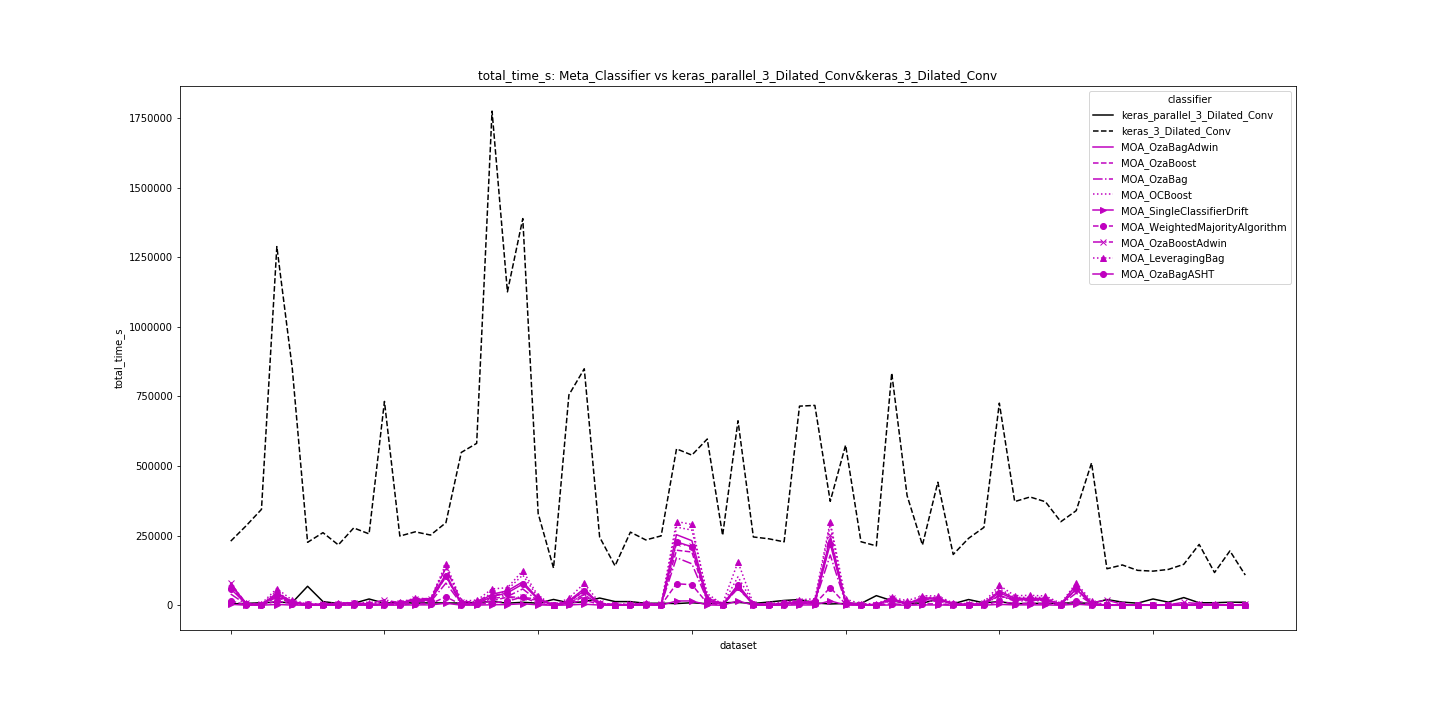 total_time_s: Meta_Classifier vs keras_parallel_3_Dilated_Conv&keras_3_Dilated_Conv
classifier
keras_parallel_3_Dilated_Conv
keras_3_Dilated_Conv
MOA_OzaBagAdwin
MOA_OzaBoost
MOA_OzaBag
MOA_OCBoost
MOA_SingleClassifierDrift
MOA_WeightedMajorityAlgorithm
MOA_OzaBoostAdwin
MOA_LeveragingBag
MOA_OzaBagASHT
1750000
1500000
1250000
1000000
750000
500000
250000
0
total_time_s
dataset